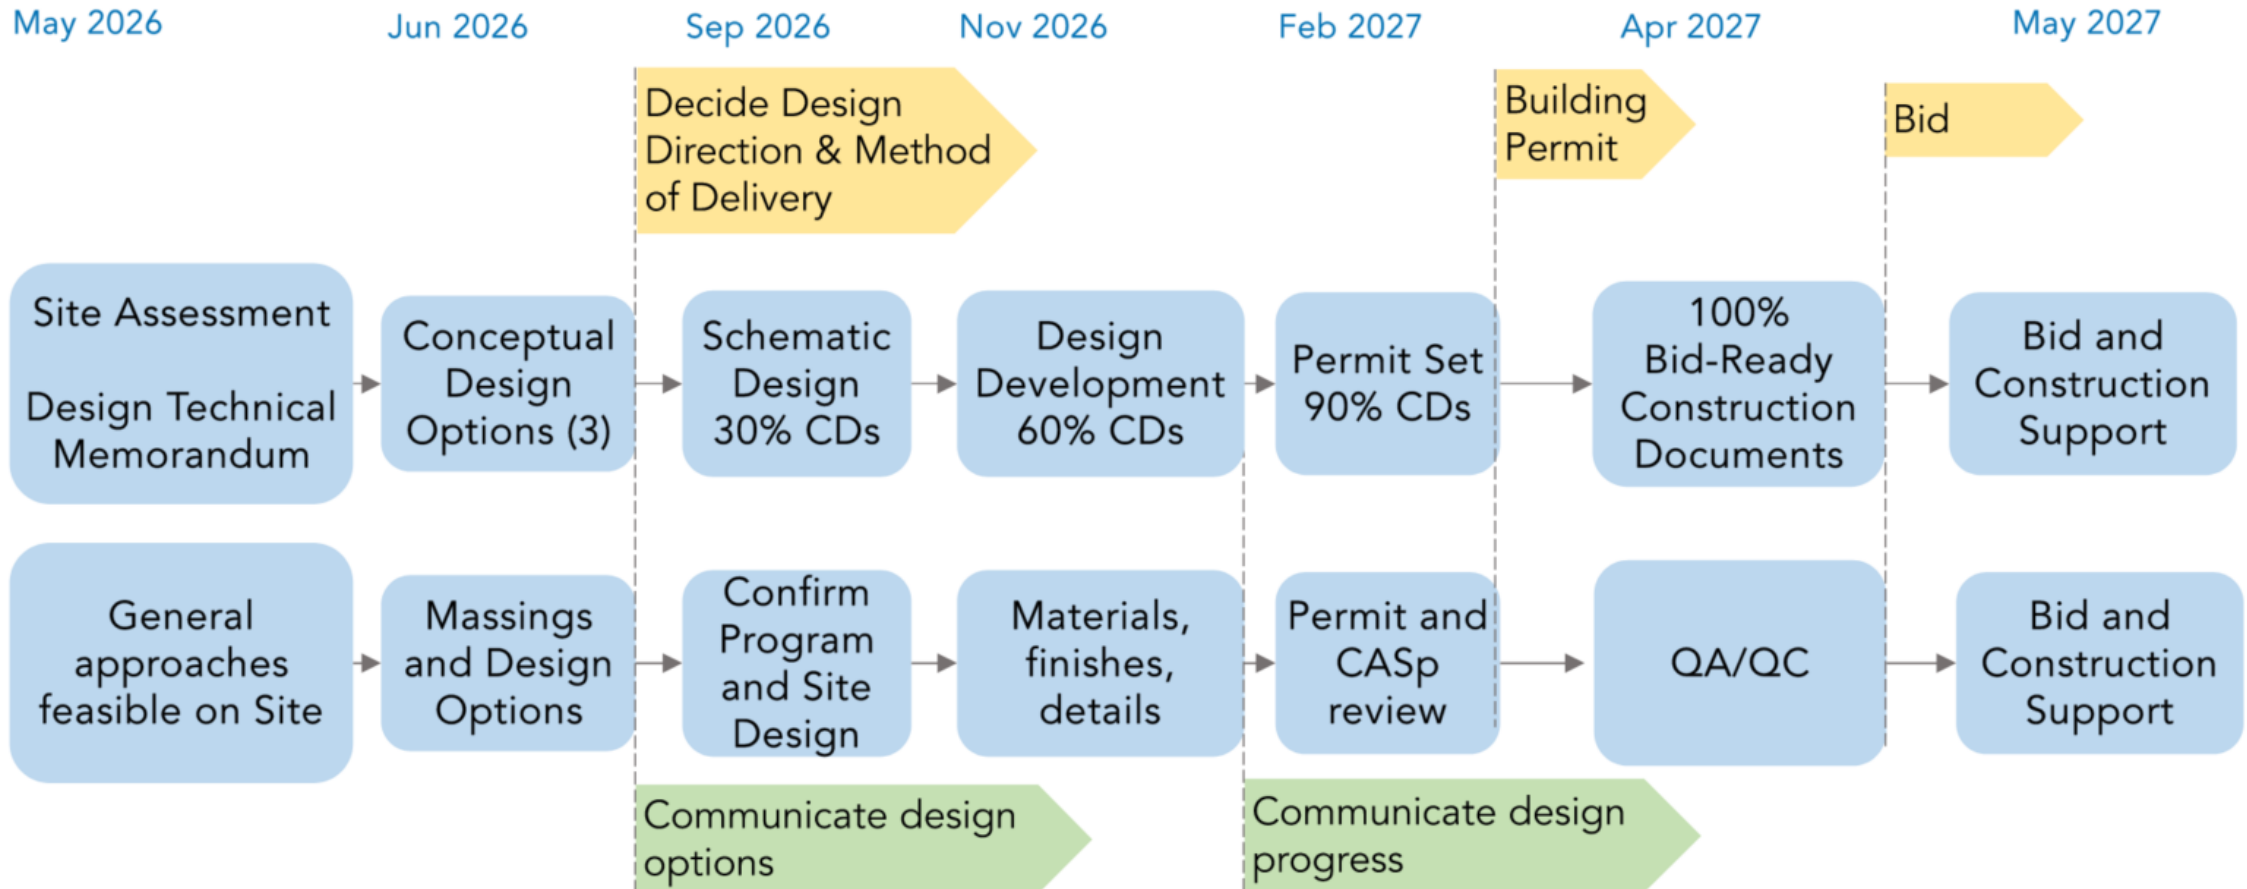 May 2026
Jun 2026
Sep 2026
Nov 2026
Feb 2027
Apr 2027
May 2027
Decide Design
Direction & Method
of Delivery
Building
Permit
Bid
Site Assessment
Design Technical
Memorandum
Conceptual
Design
Options (3)
Schematic
Design
30% CDs
Design
Development
60% CDs
Permit Set
90% CDs
100%
Bid-Ready
Construction
Documents
Bid and
Construction
Support
General
approaches
feasible on Site
Massings
and Design
Options
Confirm
Program
and Site
Design
Materials,
finishes,
details
Permit and
CASp
review
QA/QC
Bid and
Construction
Support
Communicate design
options
Communicate design
progress